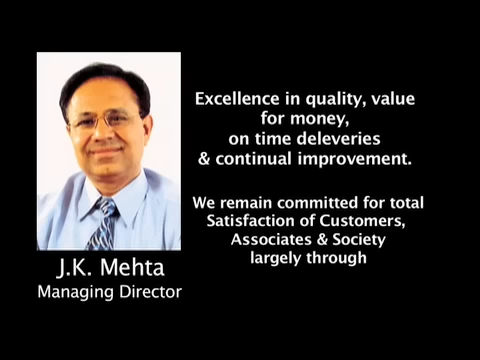 Excellence in quality, value
for money,
on time deleveries
& continual improvement.
We remain committed for total
Satisfaction of Customers,
Associates & Society
largely through
J.K. Mehta
Managing Director